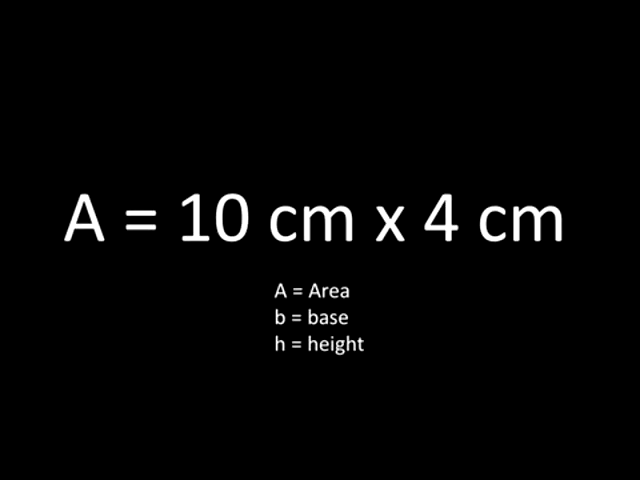 A = 10 cm x 4 cm
A = Area
b = base
h = height